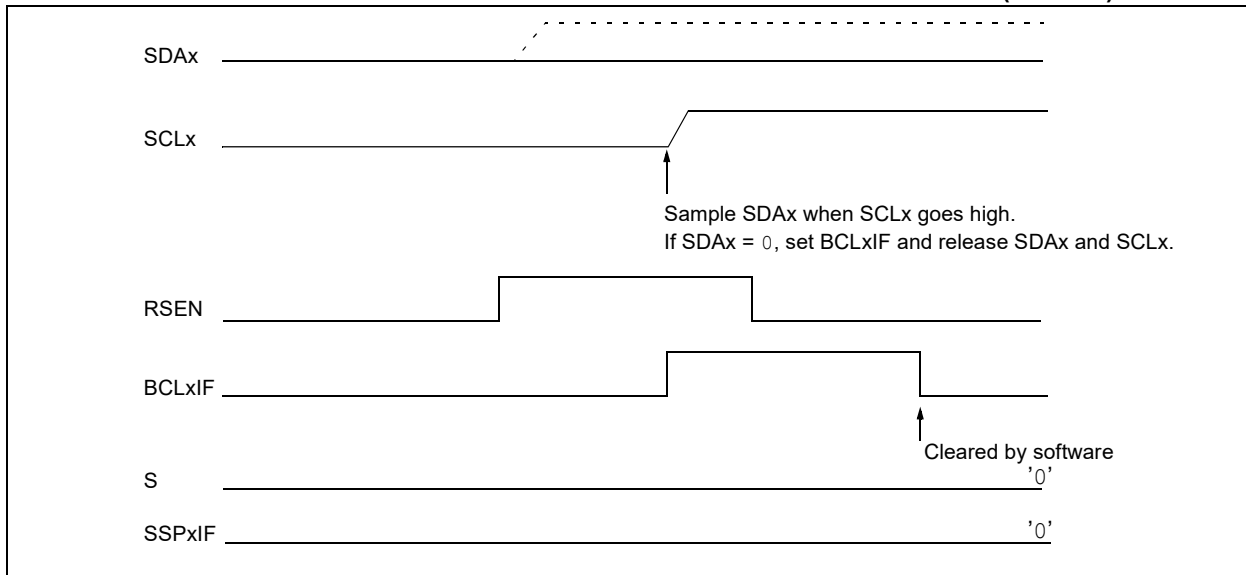 SDAx
SCLx
Sample SDAx when SCLx goes high.
If SDAx = 0, set BCLxIF and release SDAx and SCLx.
RSEN
BCLxIF
Cleared by software
S '0'
SSPxIF '0'